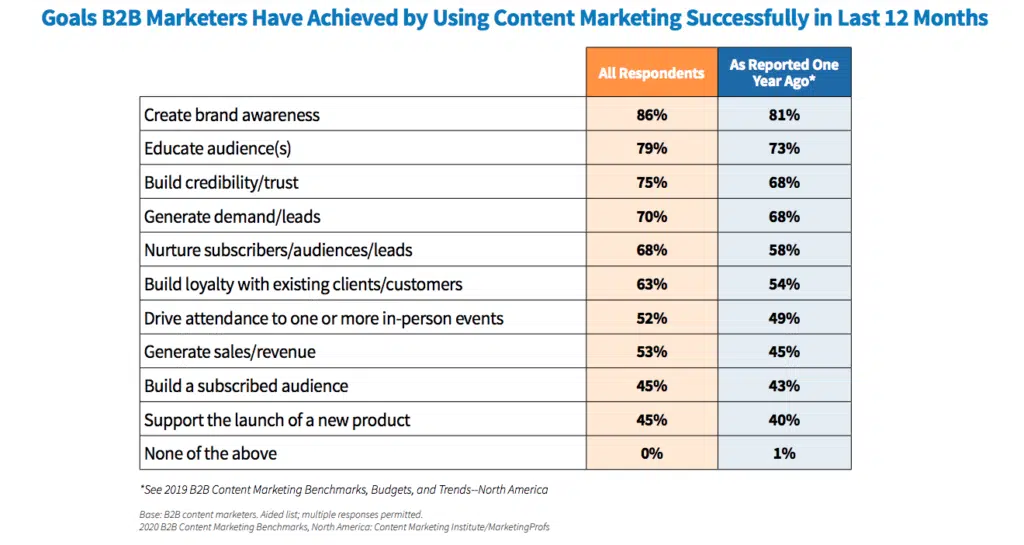 Goals B2B Marketers Have Achieved by Using Content Marketing Successfully in Last 12 Months
All Respondents
As Reported One
Year Ago*
Create brand awareness 86% 81%
Educate audience(s) 79% 73%
Build credibility/trust 75% 68%
Generate demand/leads 70% 68%
Nurture subscribers/audiences/leads 68% 58%
Build loyalty with existing clients/customers 63% 54%
Drive attendance to one or more in-person events 52% 49%
Generate sales/revenue 53% 45%
Build a subscribed audience 45% 43%
Support the launch of a new product 45% 40%
None of the above 0% 1%
*See 2019 B2B Content Marketing Benchmarks, Budgets, and Trends--North America
Base: B2B content marketers. Aided list; multiple responses permitted.
2020 B2B Content Marketing Benchmarks, North America: Content Marketing Institute/MarketingProfs